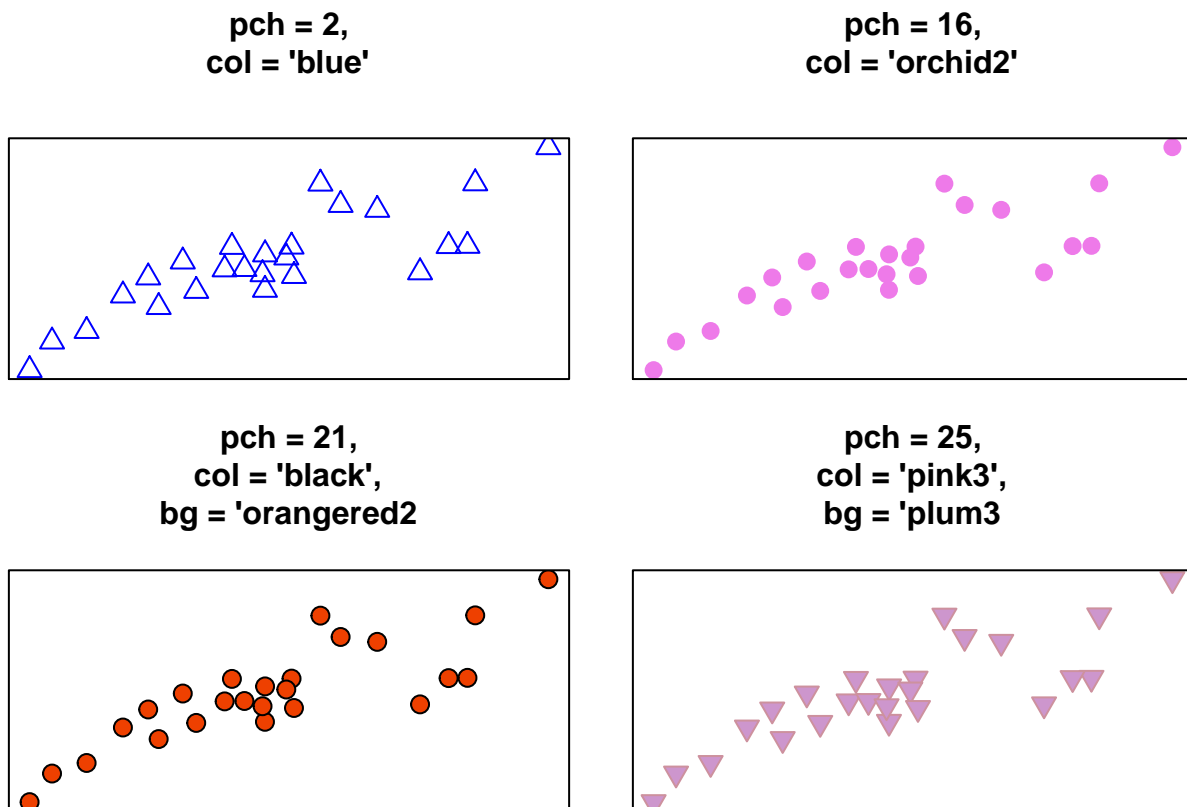 pch = 2,
col = 'blue'
pch = 16,
col = 'orchid2'
pch = 21,
col = 'black',
bg = 'orangered2
pch = 25,
col = 'pink3',
bg = 'plum3